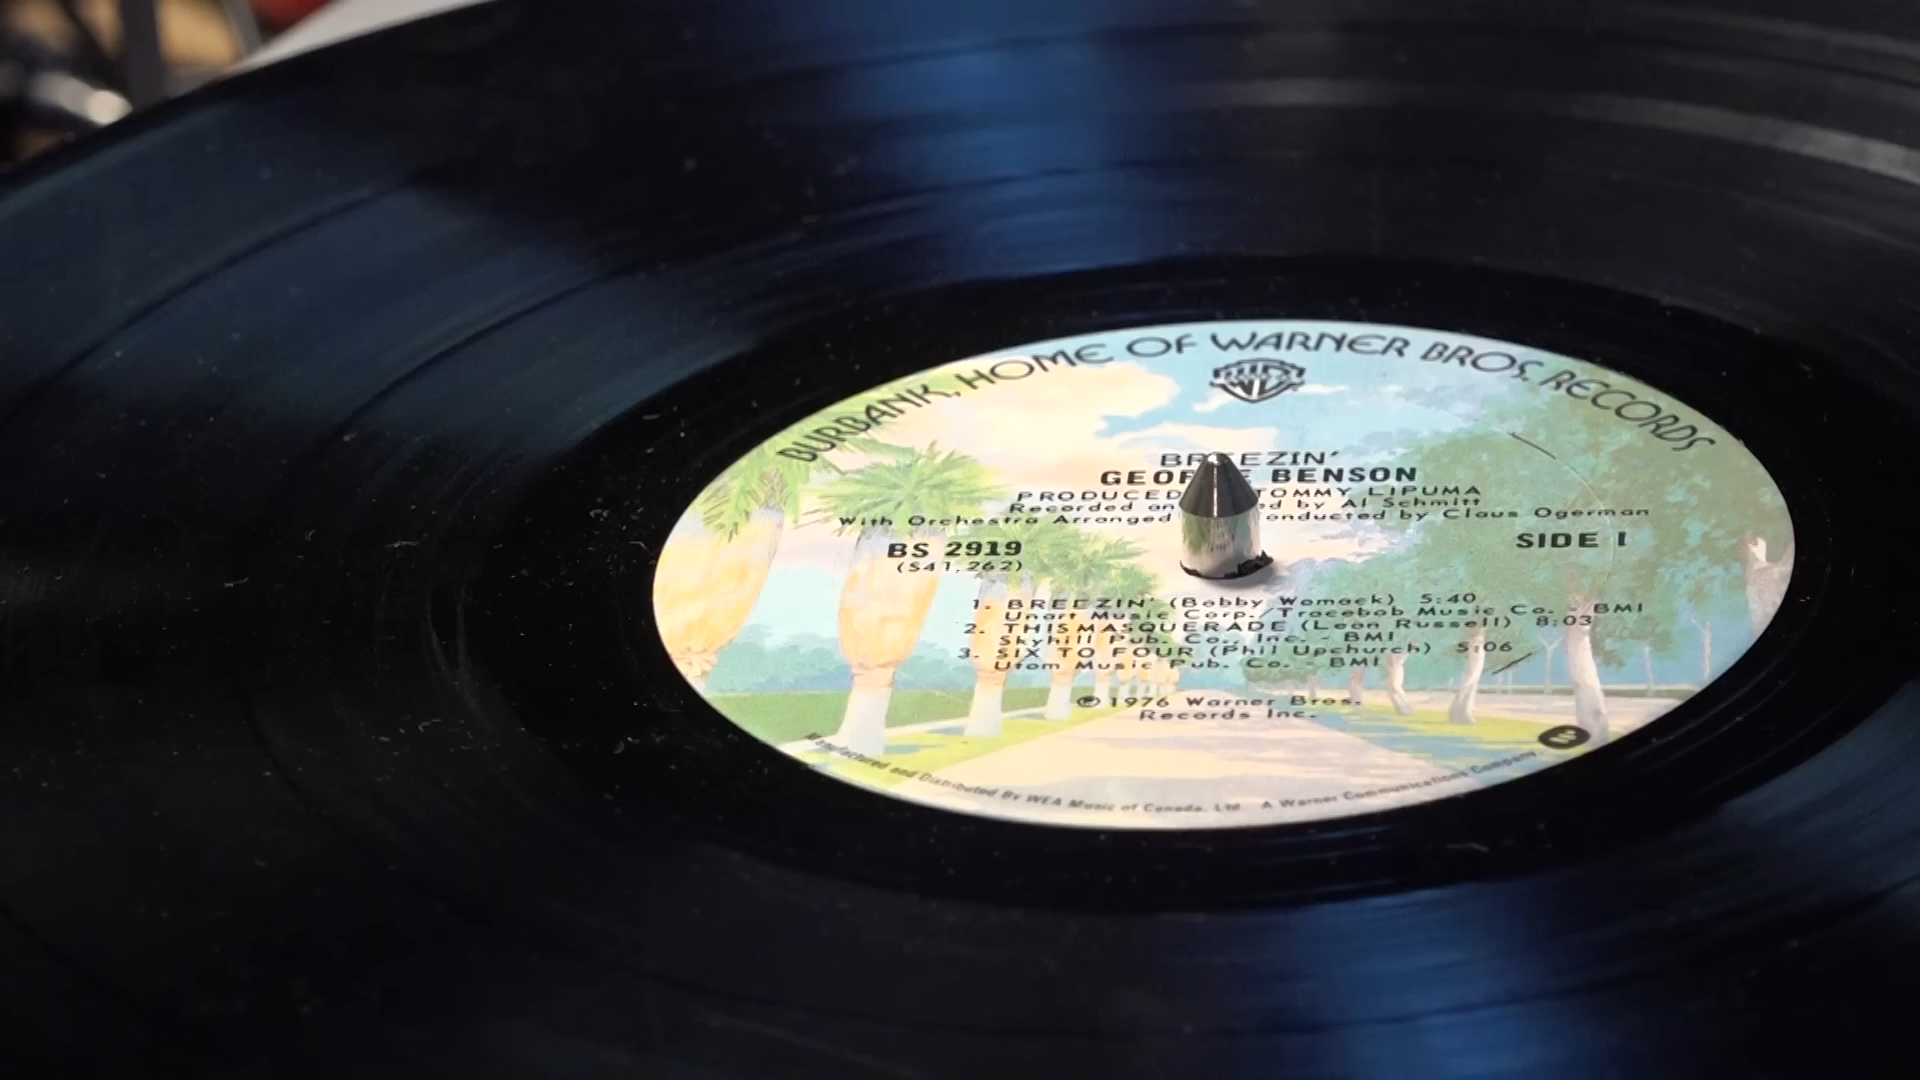 BURBANK, HOME OF WARNER BROS. RECORDS
BREEZIN'
GEORGE BENSON
PRODUCED TOMMY LIPUMA
Recorded by Al Schmitt
With Orchestra Arranged Conducted by Claus Ogerman
BS 2919
SIDE 1
(S41,262)
1. BREEZIN' (Bobby Womack) 5:40
Unart Music Corp./Tracebob Music Co. - BMI
2. THIS MASQUERADE (Leon Russell) 8:03
Skyhill Pub. Co., Inc. - BMI
3. SIX TO FOUR (Phil Upchurch) 5:06
Utom Music Pub. Co. - BMI
℗ 1976 Warner Bros.
Records Inc.
Manufactured and Distributed By WEA Music of Canada, Ltd. A Warner Communications Company